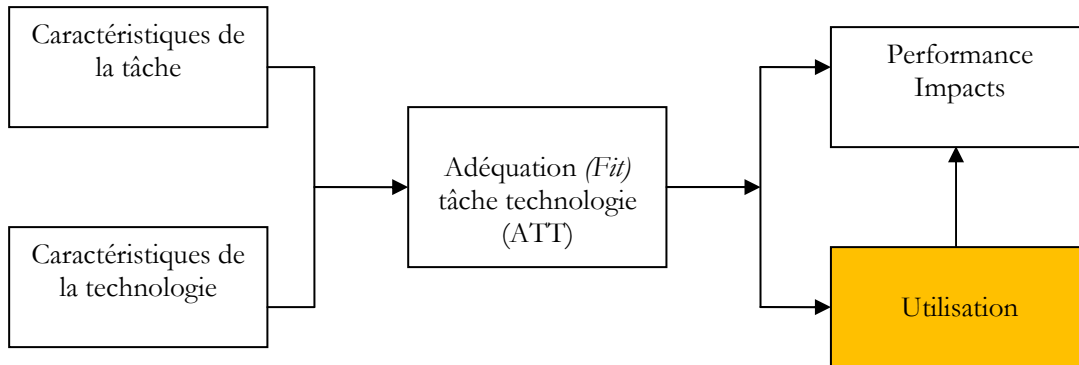 Caractéristiques de
la tâche
Performance
Impacts
Adéquation (Fit)
tâche technologie
(ATT)
Caractéristiques de
la technologie
Utilisation